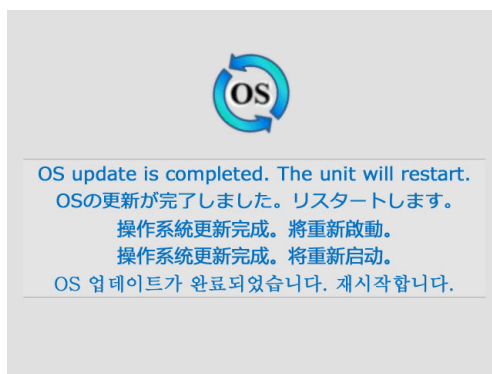 OS
OS update is completed. The unit will restart.
OSの更新が完了しました。リスタートします。
操作系統更新完成。將重新啟動。
操作系统更新完成。将重新启动。
OS 업데이트가 완료되었습니다. 재시작합니다.